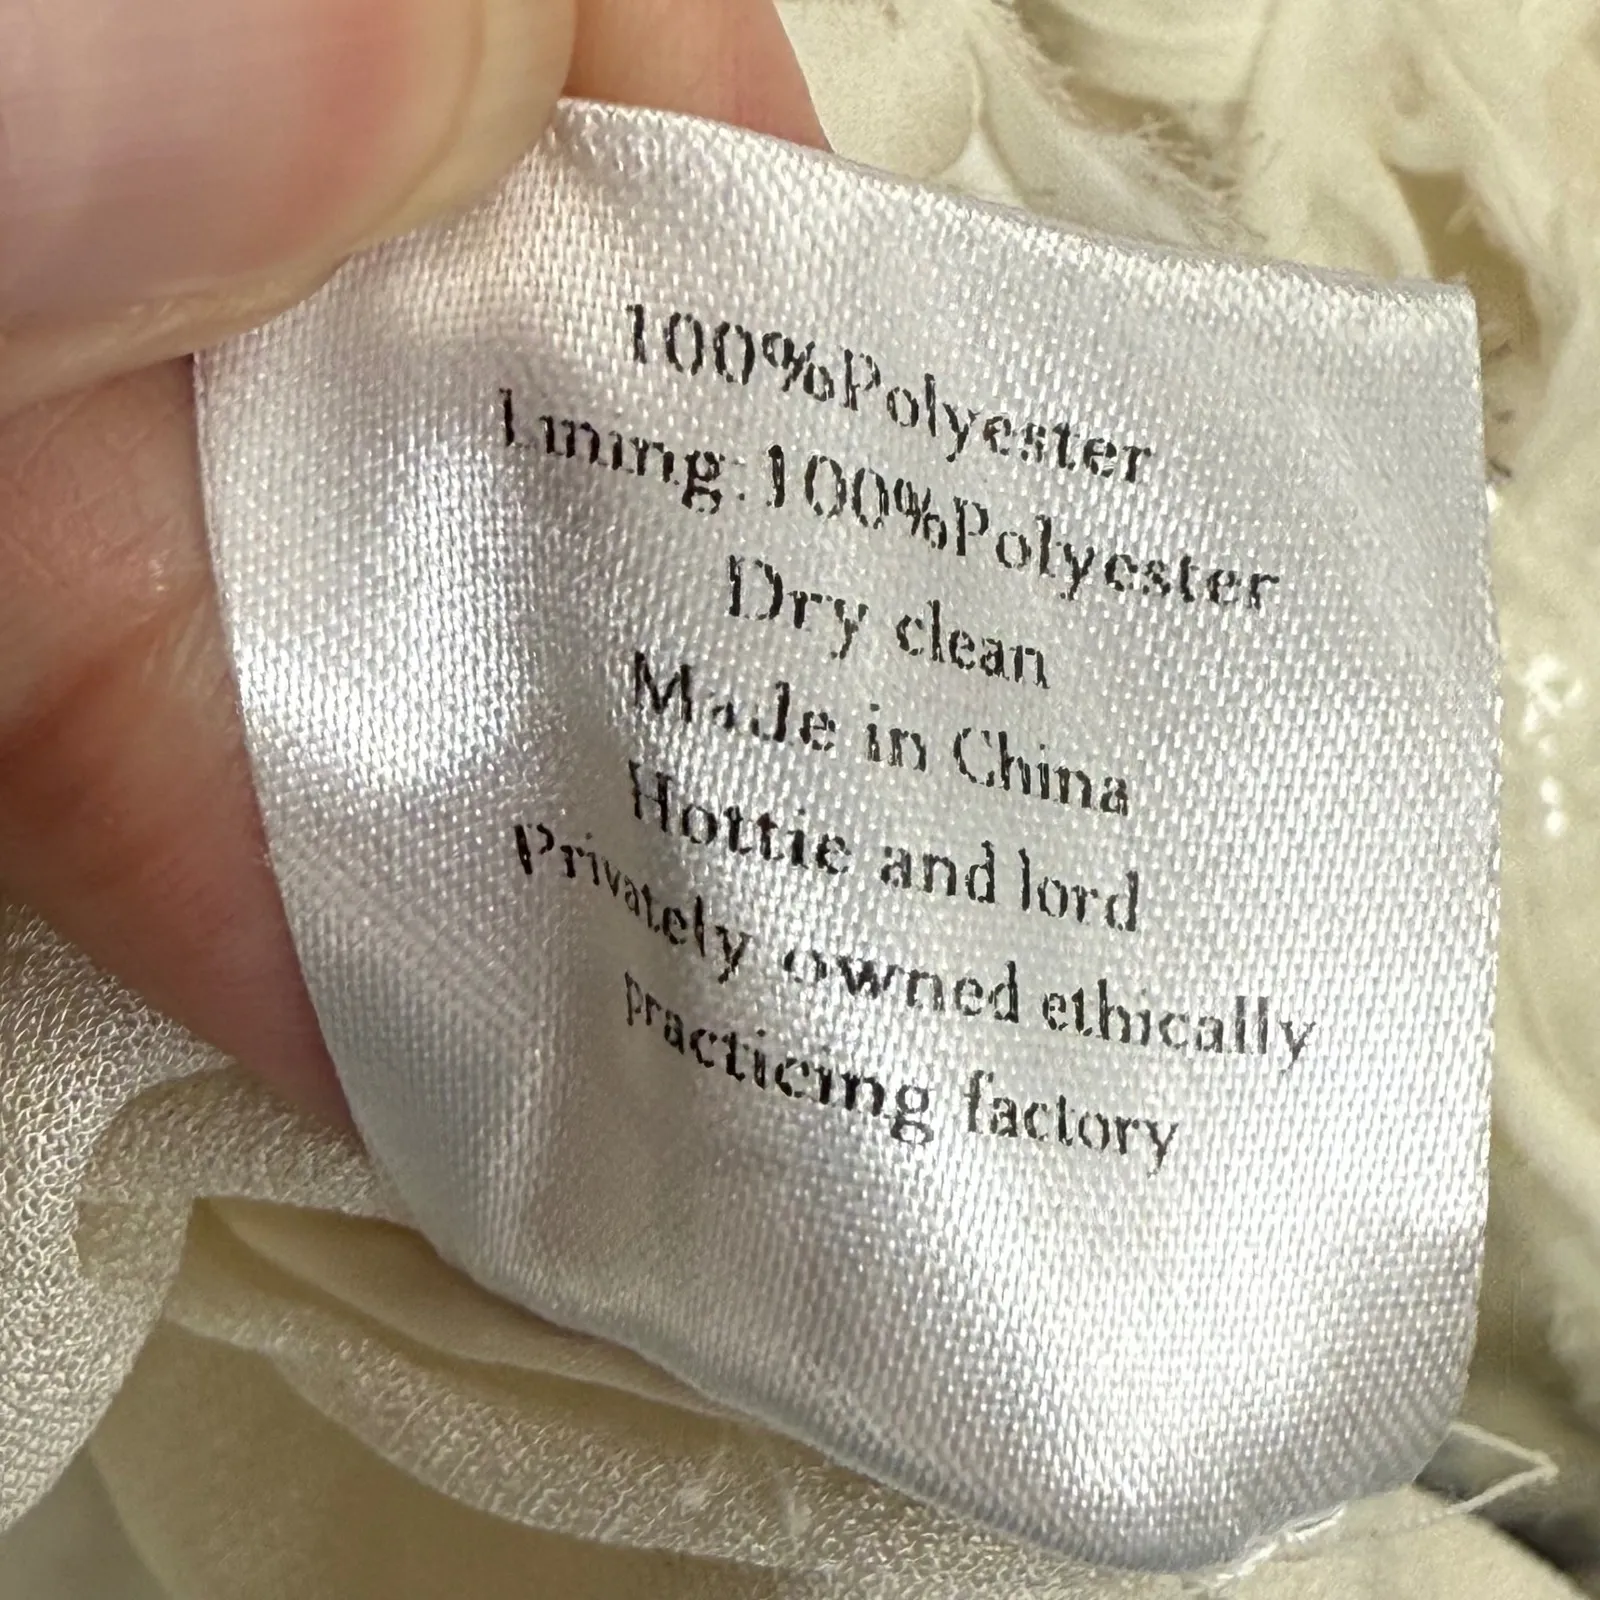 100%Polyester
Lining:100%Polyester
Dry clean
Made in China
Hottie and lord
Privately owned ethically
practicing factory